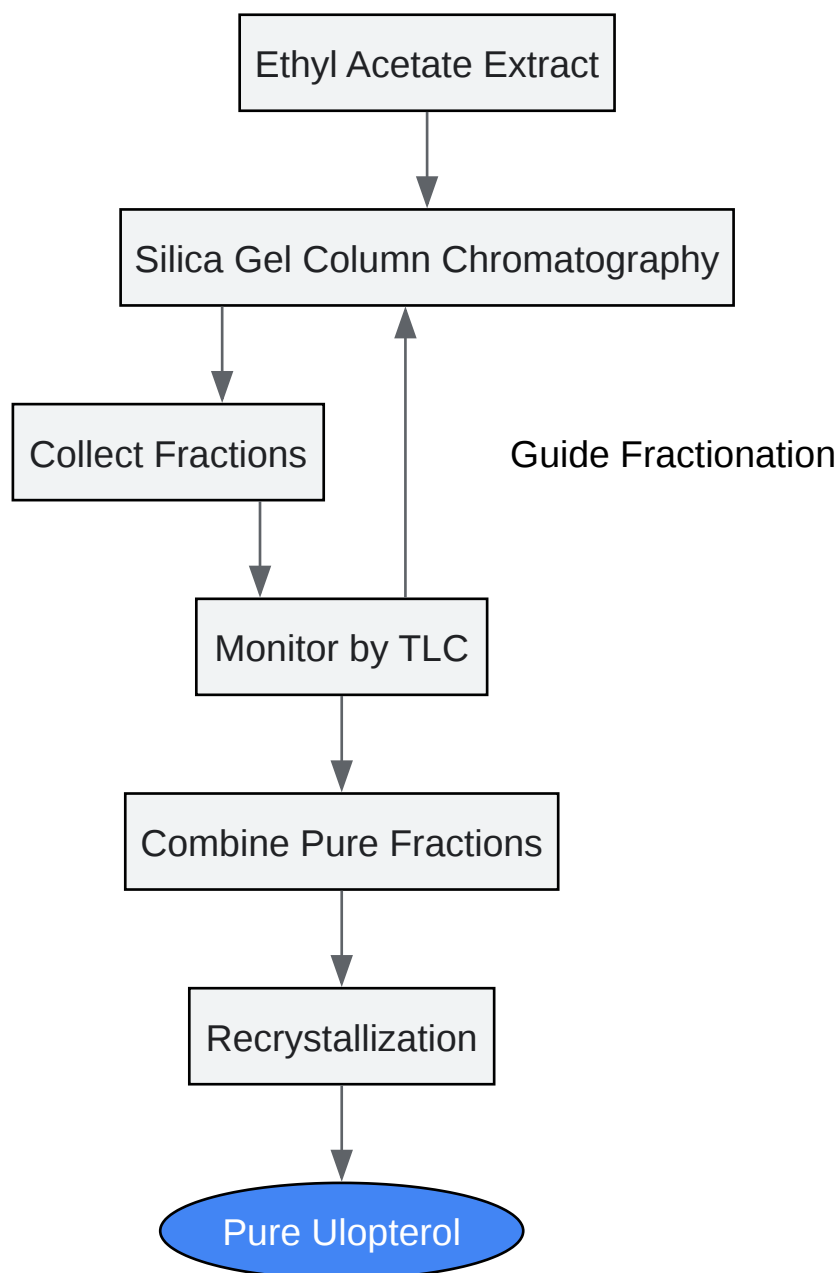 Ethyl Acetate Extract
Silica Gel Column Chromatography
Collect Fractions
Guide Fractionation
Monitor by TLC
Combine Pure Fractions
Recrystallization
Pure Ulopterol